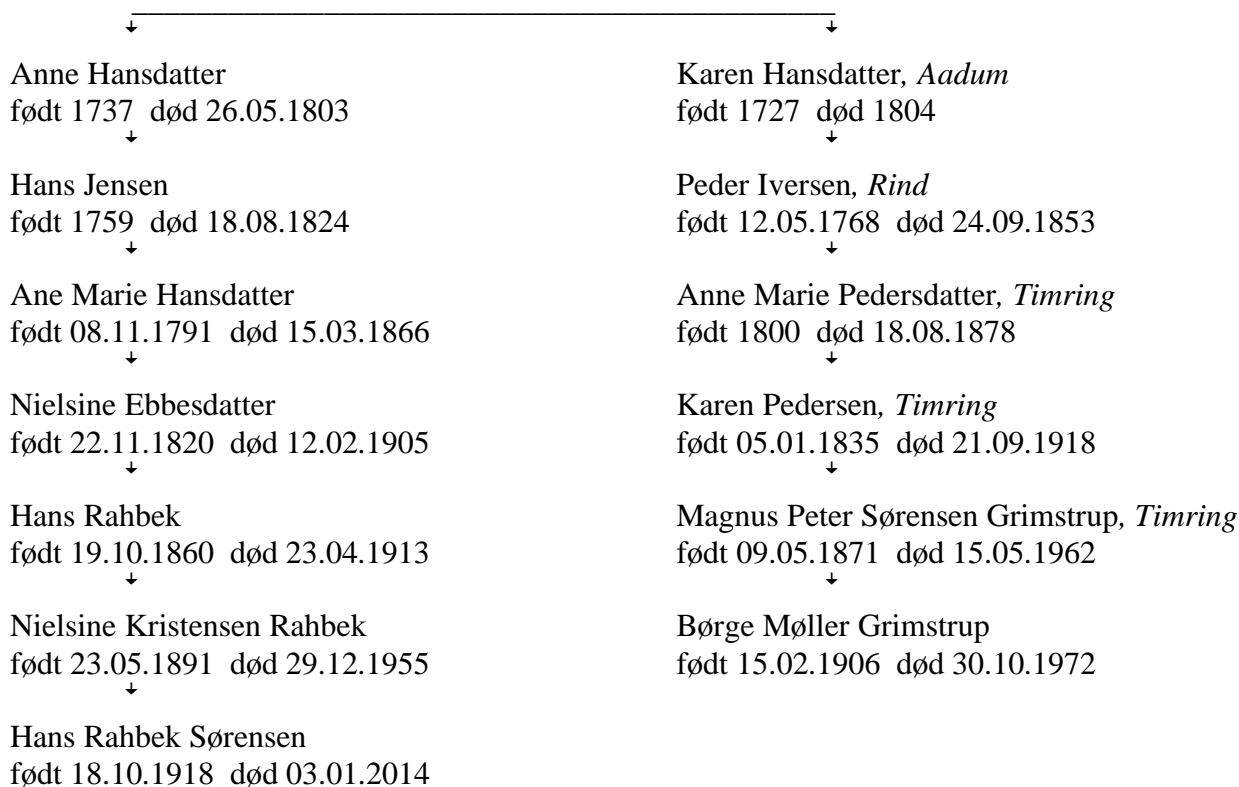 Anne Hansdatter
født 1737 død 26.05.1803
Hans Jensen
født 1759 død 18.08.1824
Ane Marie Hansdatter
født 08.11.1791 død 15.03.1866
Nielsine Ebbesdatter
født 22.11.1820 død 12.02.1905
Hans Rahbek
født 19.10.1860 død 23.04.1913
Nielsine Kristensen Rahbek
født 23.05.1891 død 29.12.1955
Hans Rahbek Sørensen
født 18.10.1918 død 03.01.2014
Karen Hansdatter, Aadum
født 1727 død 1804
Peder Iversen, Rind
født 12.05.1768 død 24.09.1853
Anne Marie Pedersdatter, Timring
født 1800 død 18.08.1878
Karen Pedersen, Timring
født 05.01.1835 død 21.09.1918
Magnus Peter Sørensen Grimstrup, Timring
født 09.05.1871 død 15.05.1962
Børge Møller Grimstrup
født 15.02.1906 død 30.10.1972